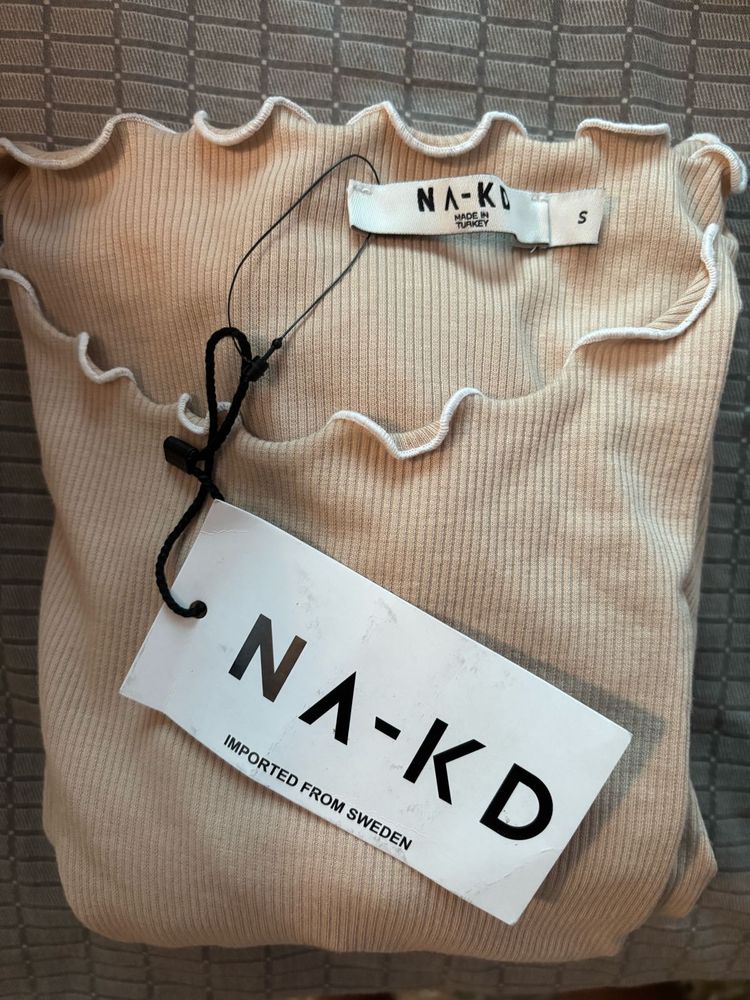 NA-KD
MADE IN
TURKEY
S
NA-KD
IMPORTED FROM SWEDEN